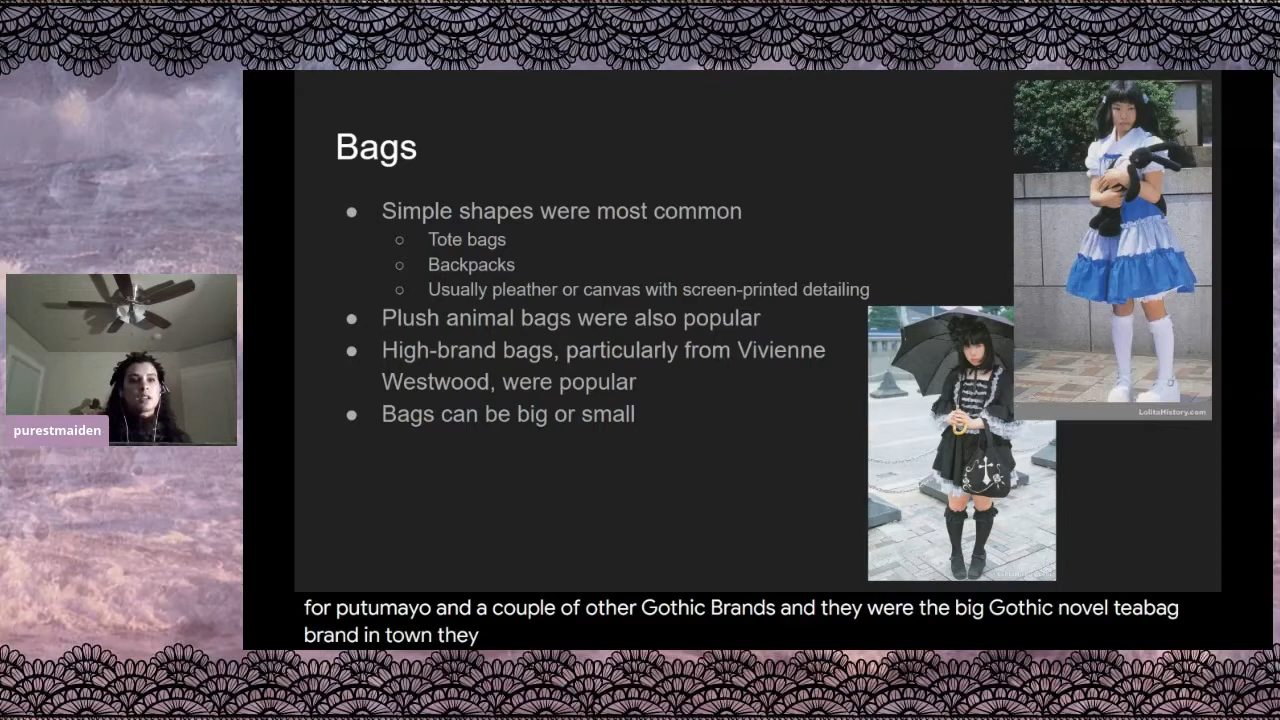 Bags
Simple shapes were most common
Tote bags
Backpacks
Usually pleather or canvas with screen-printed detailing
Plush animal bags were also popular
High-brand bags, particularly from Vivienne
Westwood, were popular
Bags can be big or small
LolitaHistory.com
purestmaiden
for putumayo and a couple of other Gothic Brands and they were the big Gothic novel teabag
brand in town they